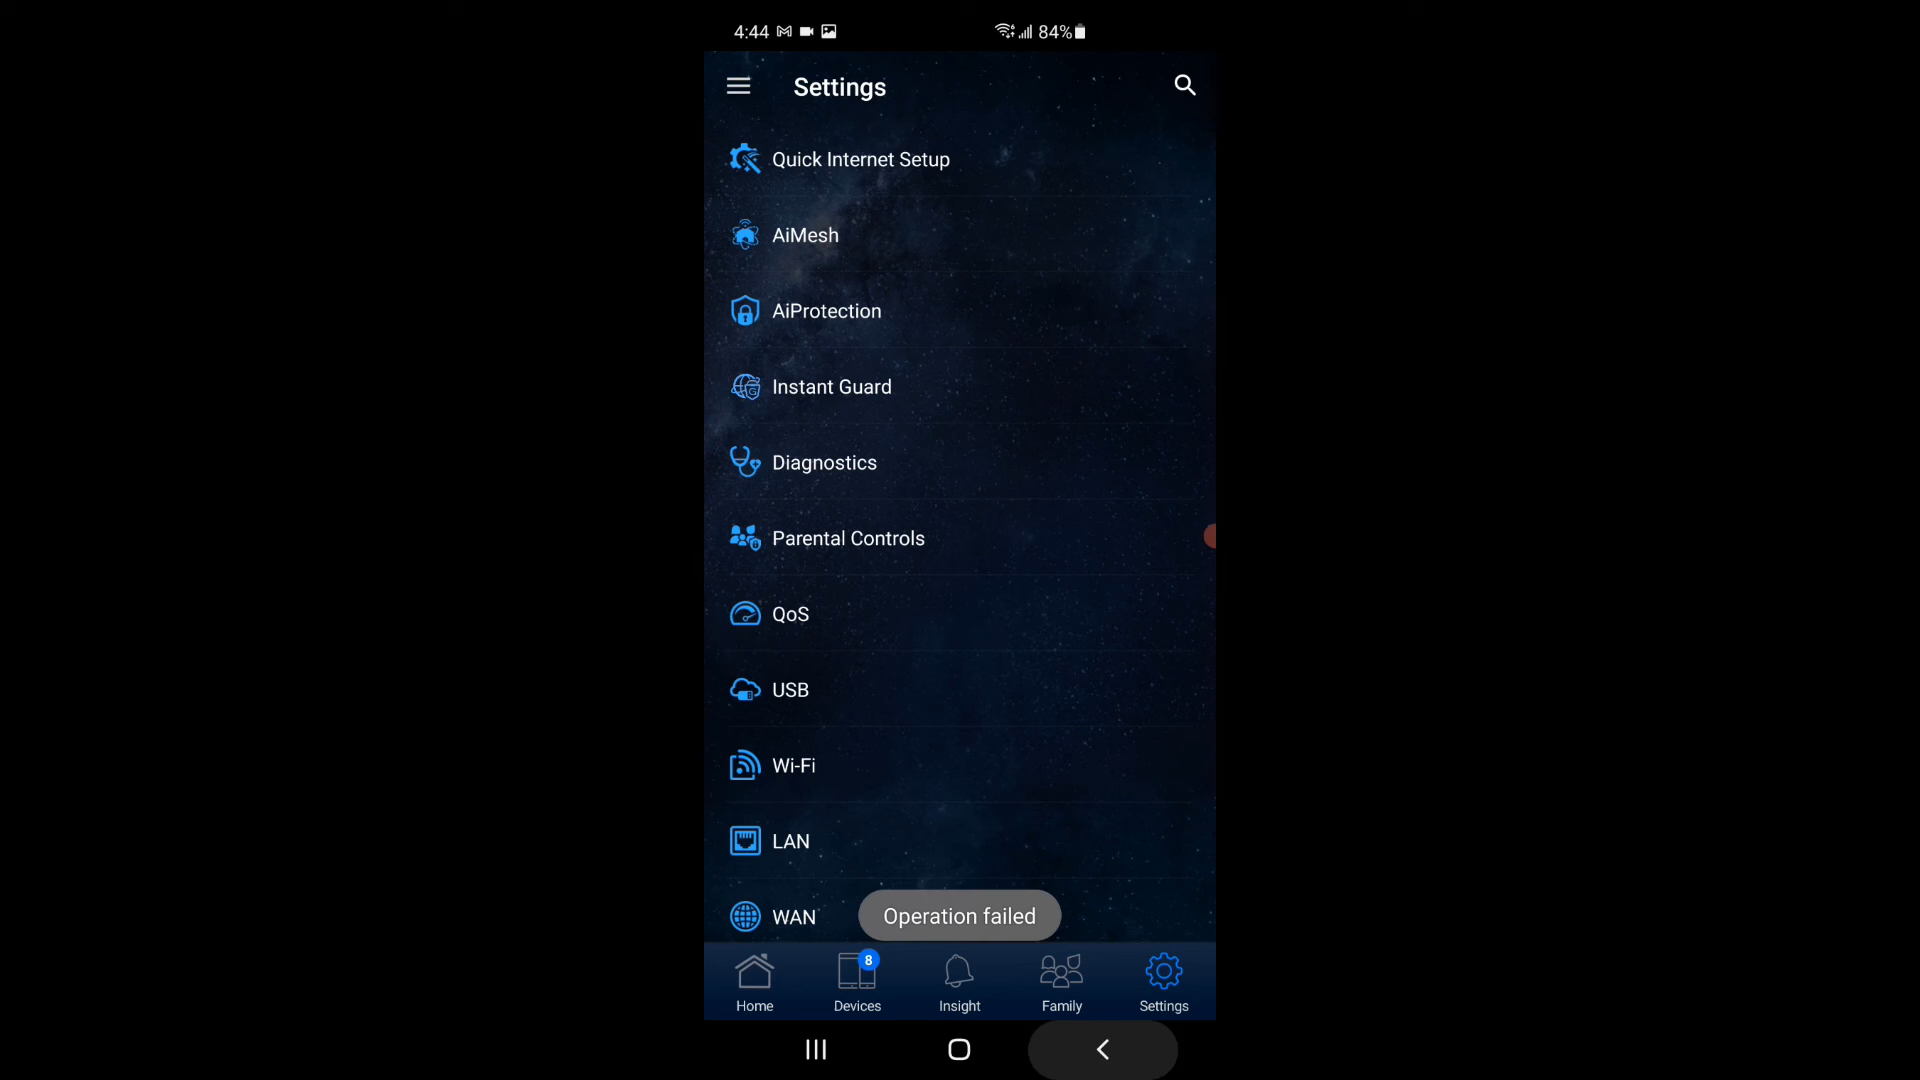 4:44 84%
Settings
Quick Internet Setup
AiMesh
AiProtection
Instant Guard
Diagnostics
Parental Controls
QoS
USB
Wi-Fi
LAN
WAN
Operation failed
8
Home Devices Insight Family Settings